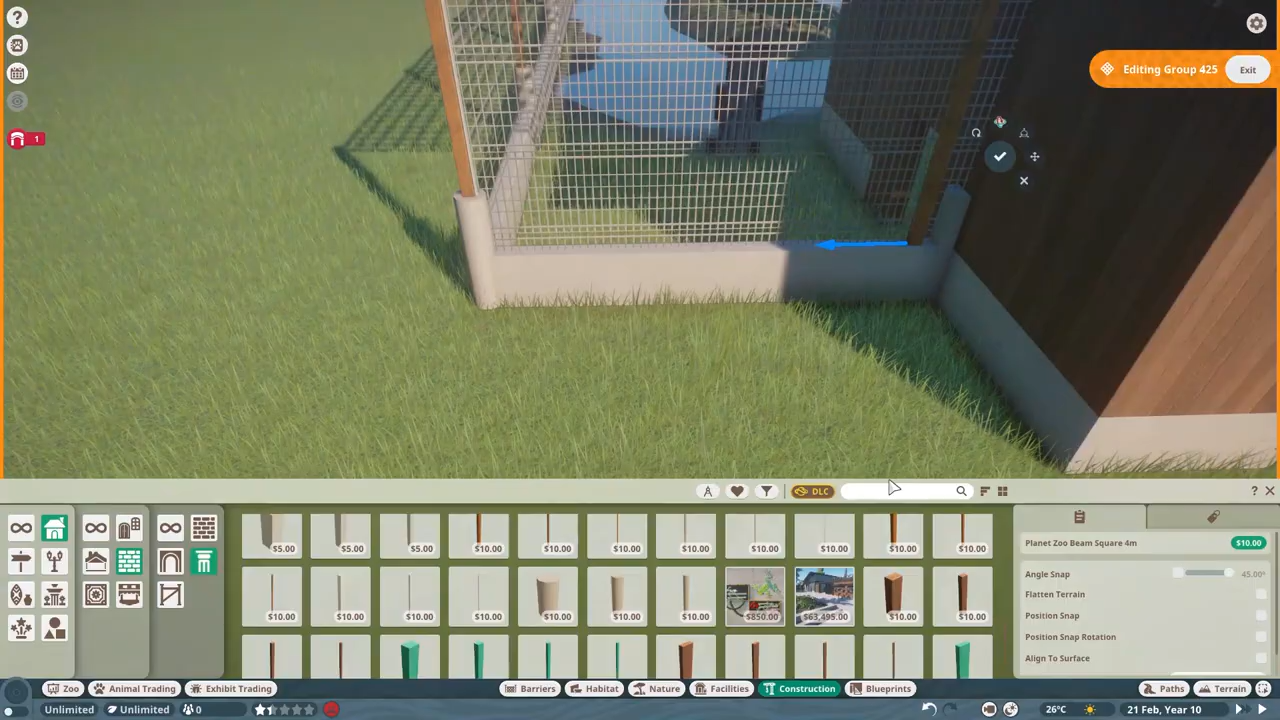 ?
Editing Group 425 Exit
1
DLC
? ×
$5.00 $5.00 $5.00 $10.00 $10.00 $10.00 $10.00 $10.00 $10.00 $10.00 $10.00
$10.00 $10.00 $10.00 $10.00 $10.00 $10.00 $10.00 $850.00 $63,495.00 $10.00 $10.00
Planet Zoo Beam Square 4m $10.00
Angle Snap 45.00°
Flatten Terrain
Position Snap
Position Snap Rotation
Align To Surface
Zoo Animal Trading Exhibit Trading Barriers Habitat Nature Facilities Construction Blueprints Paths Terrain
Unlimited Unlimited 0 26°C 21 Feb, Year 10